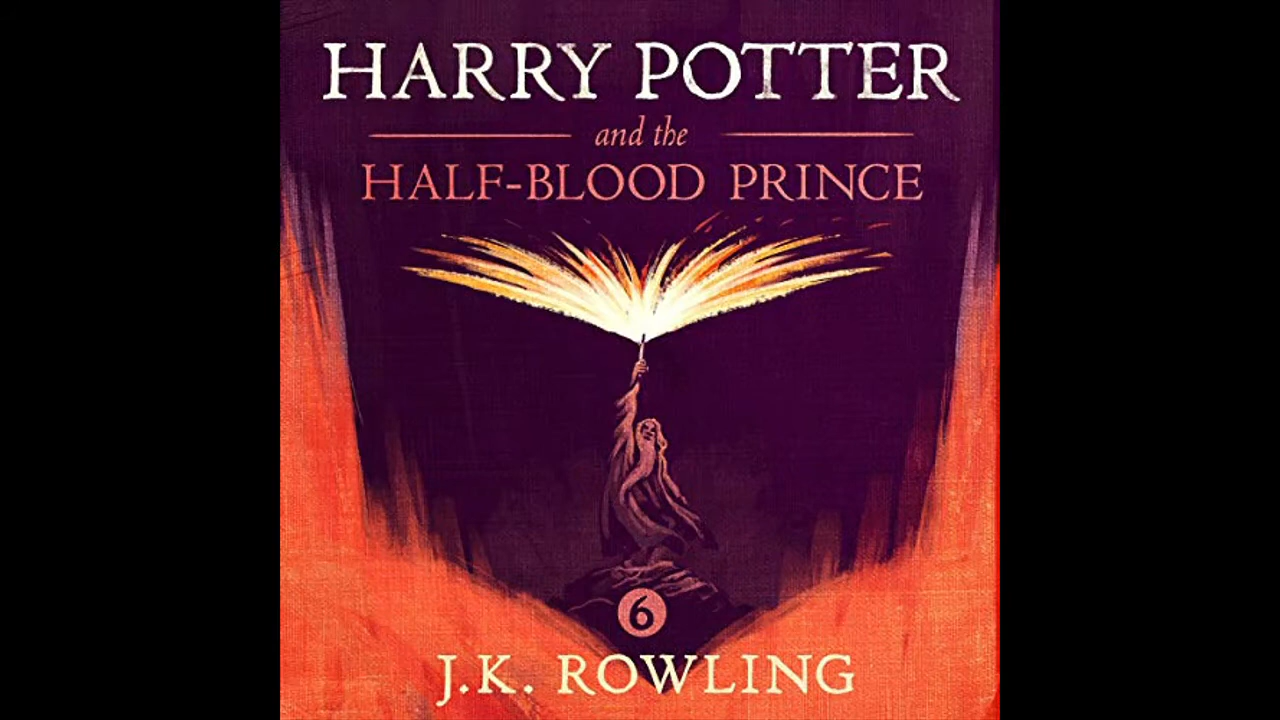 HARRY POTTER
and the
HALF-BLOOD PRINCE
6
J.K. ROWLING